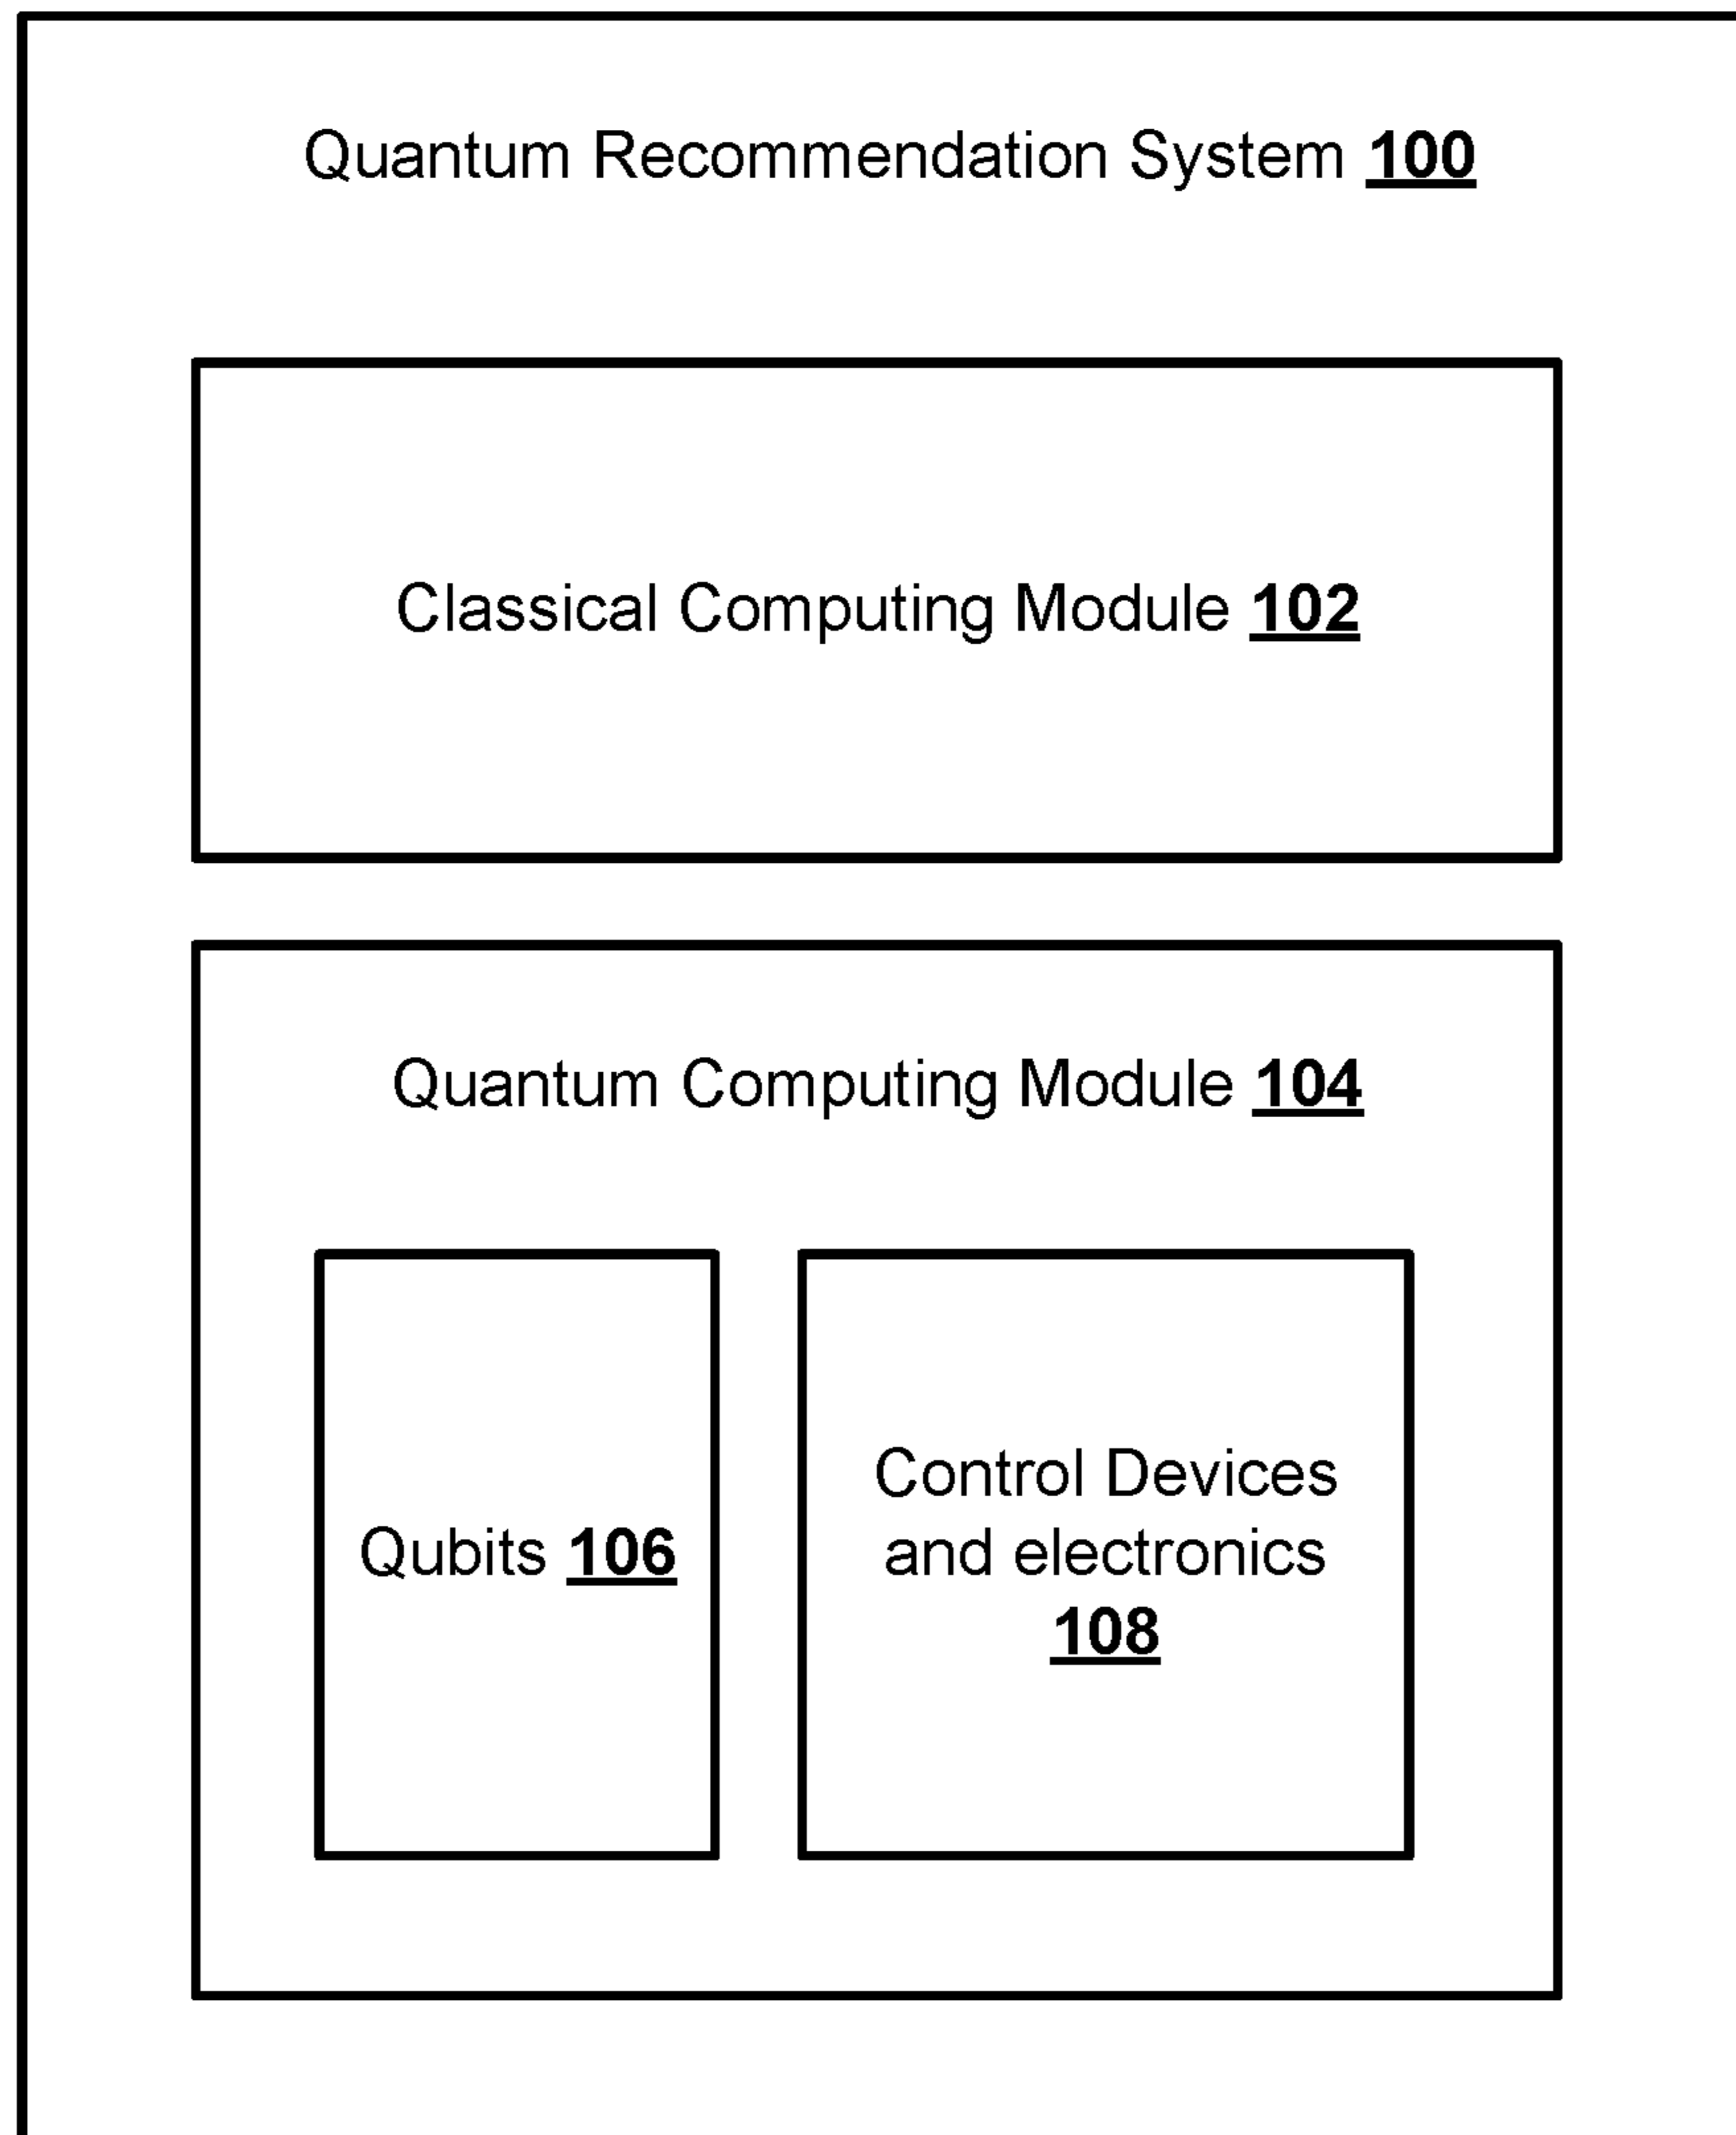 Quantum Recommendation System 100
Classical Computing Module 102
Quantum Computing Module 104
Qubits 106
Control Devices
and electronics
108